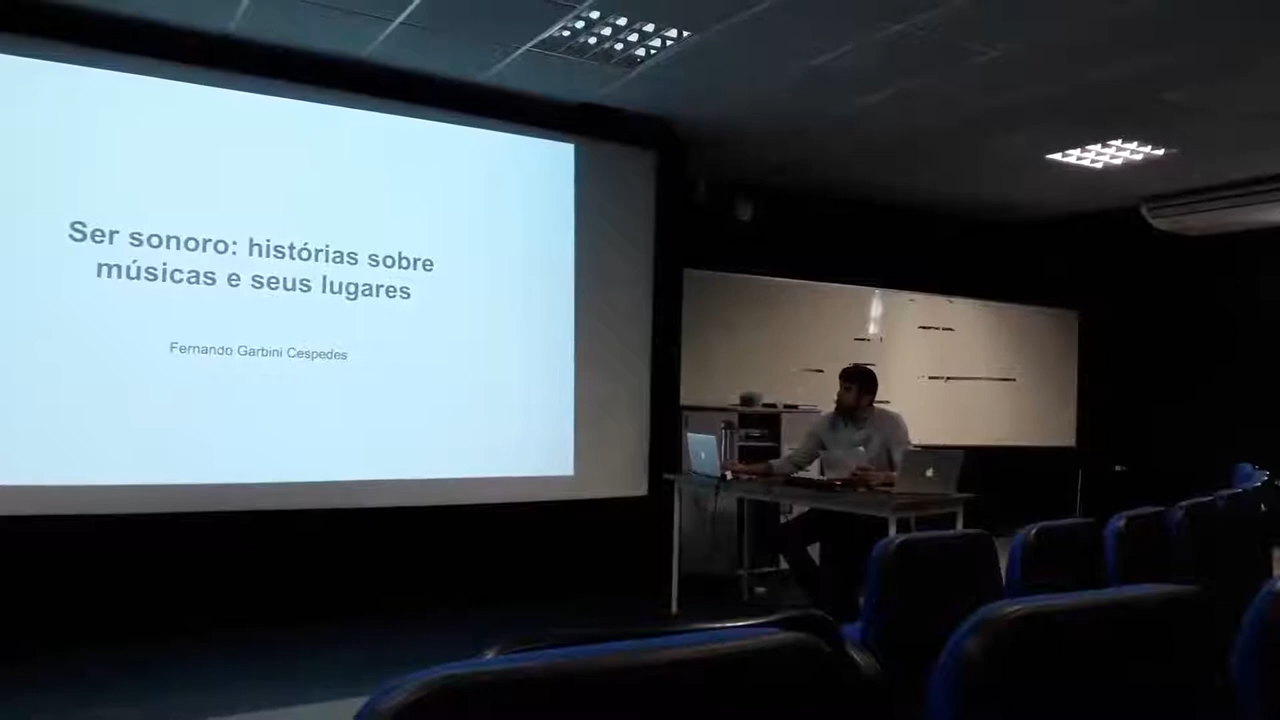 Ser sonoro: histórias sobre
músicas e seus lugares
Fernando Garbini Cespedes